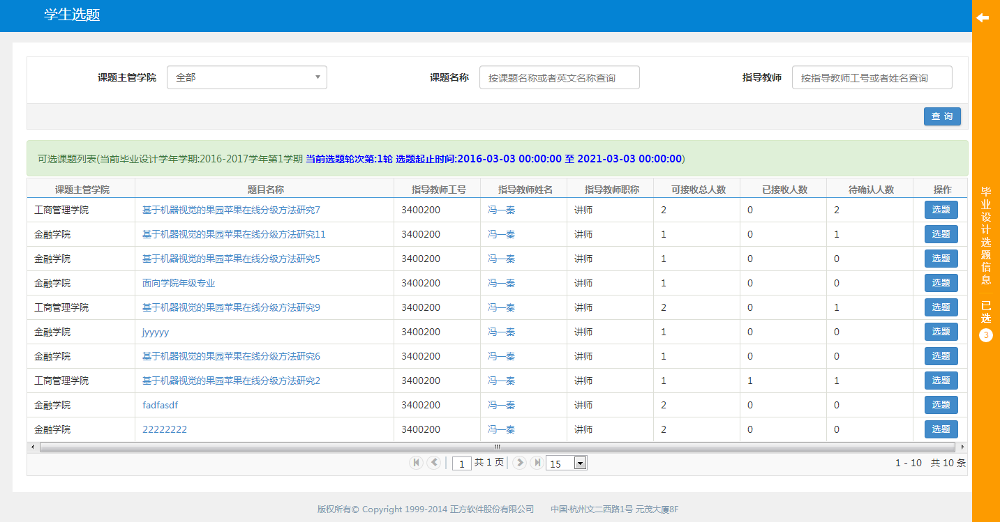 学生选题
课题主管学院 全部 课题名称 按课题名称或者英文名称查询 指导教师 按指导教师工号或者姓名查询
查 询
可选课题列表(当前毕业设计学年学期:2016-2017学年第1学期 当前选题轮次第:1轮 选题起止时间:2016-03-03 00:00:00 至 2021-03-03 00:00:00)
课题主管学院 题目名称 指导教师工号 指导教师姓名 指导教师职称 可接收总人数 已接收人数 待确认人数 操作
工商管理学院 基于机器视觉的果园苹果在线分级方法研究7 3400200 冯一秦 讲师 2 0 2 选题
金融学院 基于机器视觉的果园苹果在线分级方法研究11 3400200 冯一秦 讲师 1 0 1 选题
金融学院 基于机器视觉的果园苹果在线分级方法研究5 3400200 冯一秦 讲师 1 0 0 选题
金融学院 面向学院年级专业 3400200 冯一秦 讲师 1 0 0 选题
工商管理学院 基于机器视觉的果园苹果在线分级方法研究9 3400200 冯一秦 讲师 2 0 1 选题
金融学院 jyyyyy 3400200 冯一秦 讲师 1 0 0 选题
金融学院 基于机器视觉的果园苹果在线分级方法研究6 3400200 冯一秦 讲师 1 0 0 选题
工商管理学院 基于机器视觉的果园苹果在线分级方法研究2 3400200 冯一秦 讲师 1 1 1 选题
金融学院 fadfasdf 3400200 冯一秦 讲师 2 0 0 选题
金融学院 22222222 3400200 冯一秦 讲师 2 0 0 选题
1 共 1 页 15 1 - 10 共 10 条
版权所有© Copyright 1999-2014 正方软件股份有限公司 中国·杭州文二西路1号 元茂大厦8F
毕业设计选题信息
已选
3